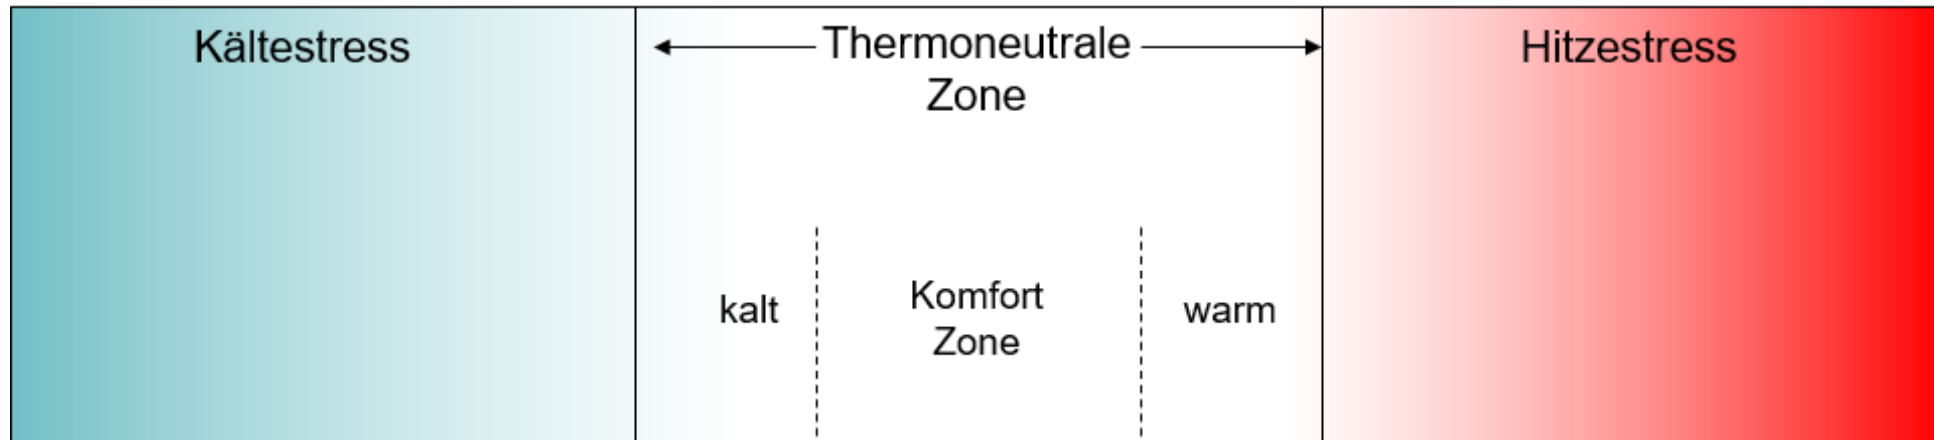 Kältestress
Thermoneutrale
Zone
Hitzestress
kalt
Komfort
Zone
warm